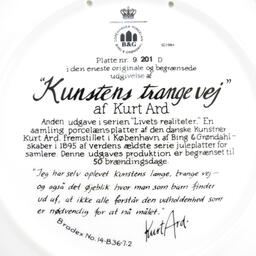 B&G
Platte nr. 9 201 D
i den eneste originale og begrænsede
udgivelse af
"Kunstens trange vej"
af Kurt Ard
Anden udgave i serien "Livets realiteter." En
samling porcelænsplatter af den danske kunstner
Kurt Ard, fremstillet i København af Bing & Grøndahl-
skaber i 1895 af verdens ældste serie juleplatter for
samlere. Denne udgaves produktion er begrænset til
50 brændingsdage.
"Jeg har selv oplevet kunstens lange, trange vej-
og også det øjeblik hvor man som barn finder
ud af, at ikke alle forstår den udholdenhed som
er nødvendig for at nå målet."
Bradex No: 14-B.36-7.2
Kurt Ard.